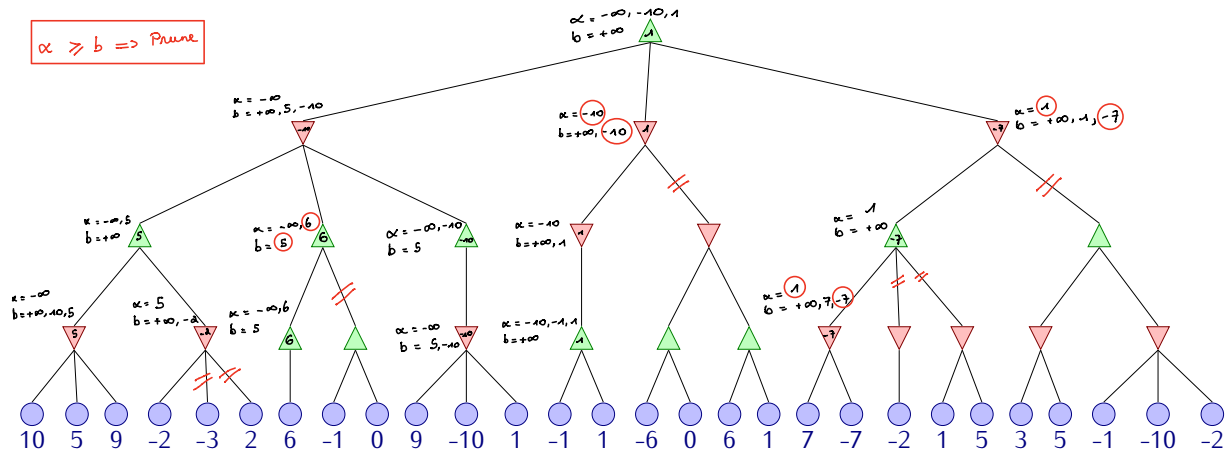 α = -∞, -10, 1
b = +∞
1
α ≥ b => Prune
α = -∞
b = +∞, 5, -10
-10
α = -10
b = +∞, -10
1
α = 1
b = +∞, 1, -7
-7
α = -∞, 5
b = +∞
5
α = -∞, 6
b = 5
6
α = -∞, -10
b = 5
-10
α = -10
b = +∞, 1
1
α = 1
b = +∞
-7
α = -∞
b = +∞, 10, 5
5
α = 5
b = +∞, -2
-2
α = -∞, 6
b = 5
6
α = -∞
b = 5, -10
-10
α = -10, -1, 1
b = +∞
1
α = 1
b = +∞, 7, -7
-7
10 5 9 -2 -3 2 6 -1 0 9 -10 1 -1 1 -6 0 6 1 7 -7 -2 1 5 3 5 -1 -10 -2